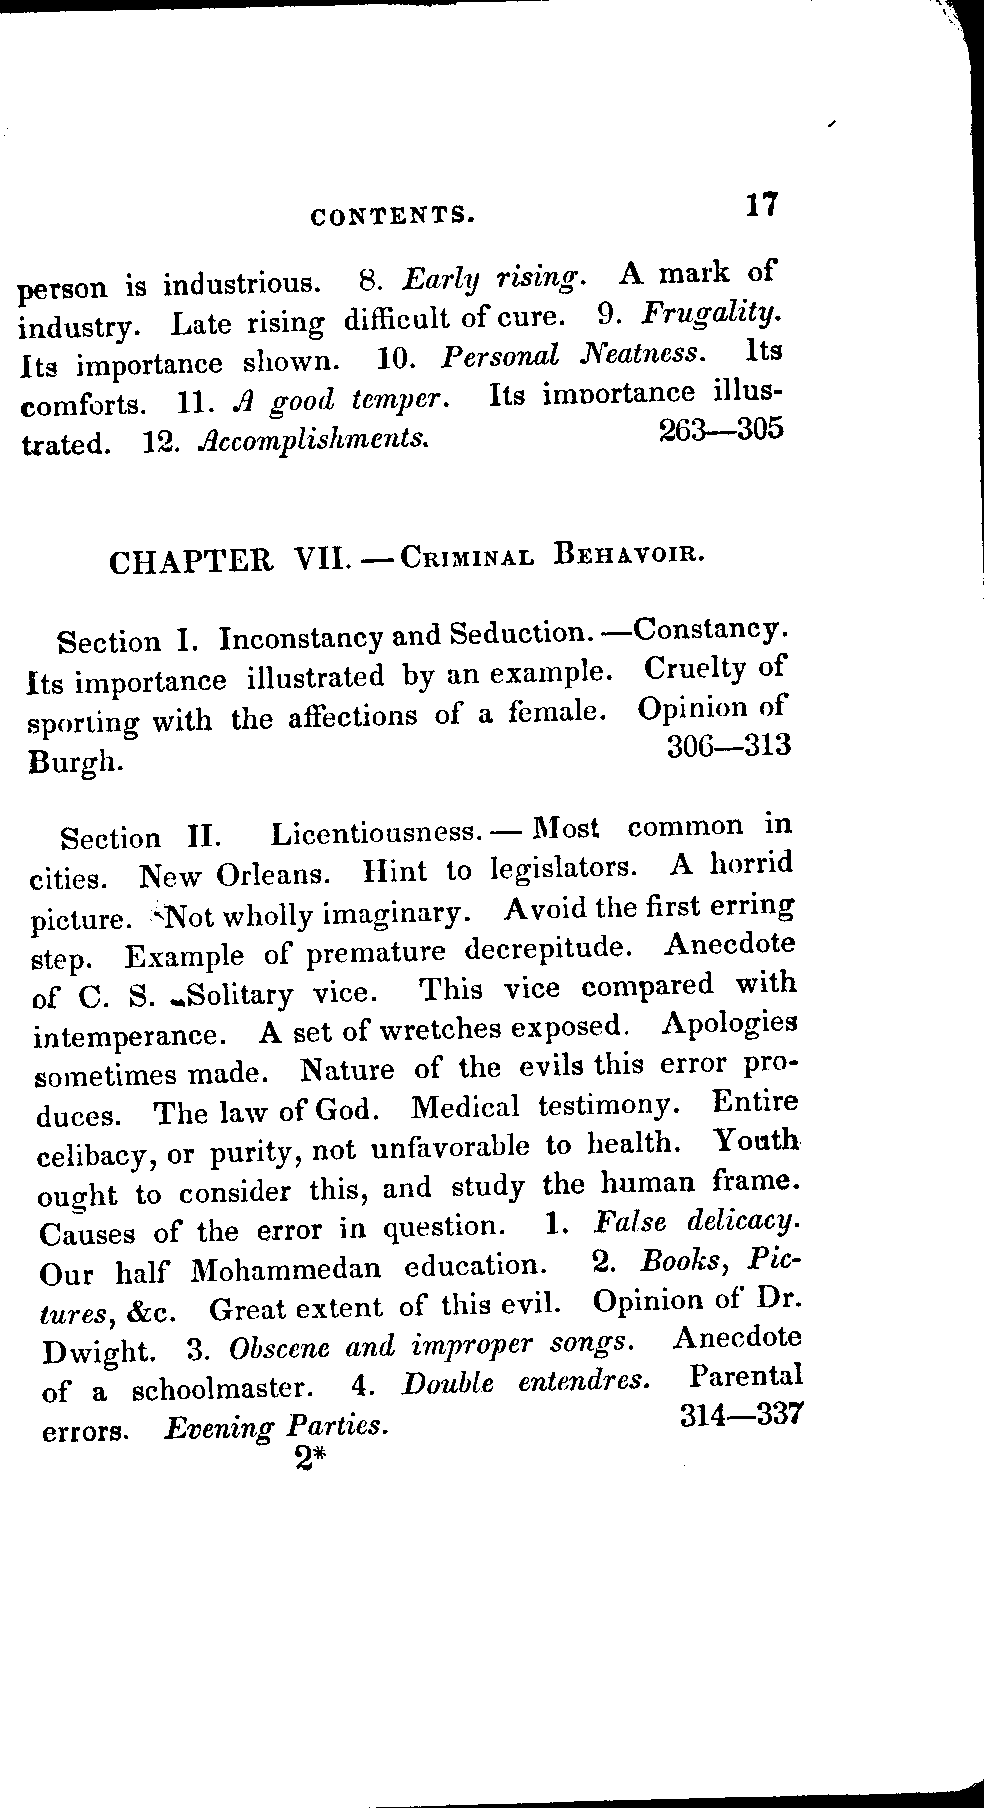 CONTENTS. 17
person is industrious. 8. Early rising. A mark of
industry. Late rising difficult of cure. 9. Frugality.
Its importance shown. 10. Personal Neatness. Its
comforts. 11. A good temper. Its importance illus-
trated. 12. Accomplishments. 263—305
CHAPTER VII. — CRIMINAL BEHAVOIR.
Section I. Inconstancy and Seduction. —Constancy.
Its importance illustrated by an example. Cruelty of
sporting with the affections of a female. Opinion of
Burgh. 306—313
Section II. Licentiousness. — Most common in
cities. New Orleans. Hint to legislators. A horrid
picture. Not wholly imaginary. Avoid the first erring
step. Example of premature decrepitude. Anecdote
of C. S. Solitary vice. This vice compared with
intemperance. A set of wretches exposed. Apologies
sometimes made. Nature of the evils this error pro-
duces. The law of God. Medical testimony. Entire
celibacy, or purity, not unfavorable to health. Youth
ought to consider this, and study the human frame.
Causes of the error in question. 1. False delicacy.
Our half Mohammedan education. 2. Books, Pic-
tures, &c. Great extent of this evil. Opinion of Dr.
Dwight. 3. Obscene and improper songs. Anecdote
of a schoolmaster. 4. Double entendres. Parental
errors. Evening Parties. 314—337
2*